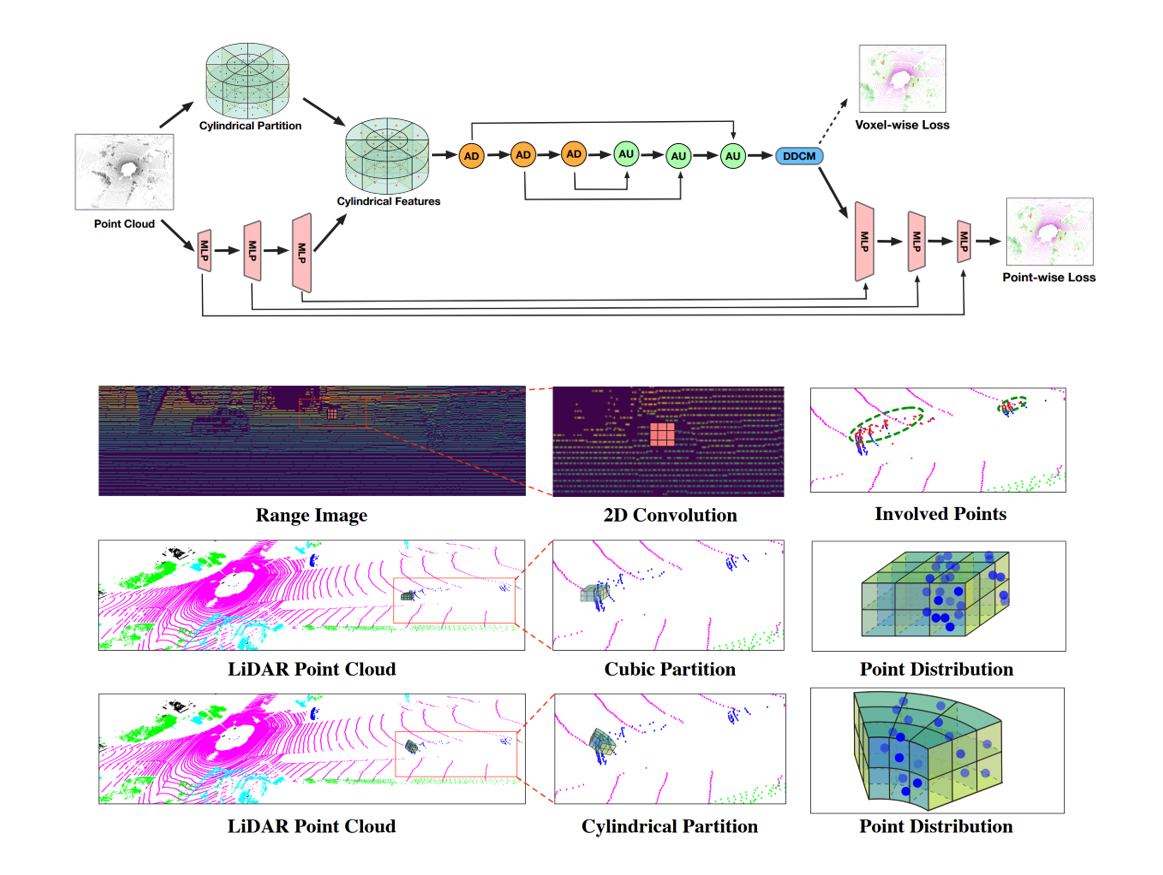 Cylindrical Partition
Point Cloud
Cylindrical Features
AD
AD
AD
AU
AU
AU
DDCM
Voxel-wise Loss
MLP
MLP
MLP
MLP
MLP
MLP
Point-wise Loss
Range Image
2D Convolution
Involved Points
LiDAR Point Cloud
Cubic Partition
Point Distribution
LiDAR Point Cloud
Cylindrical Partition
Point Distribution